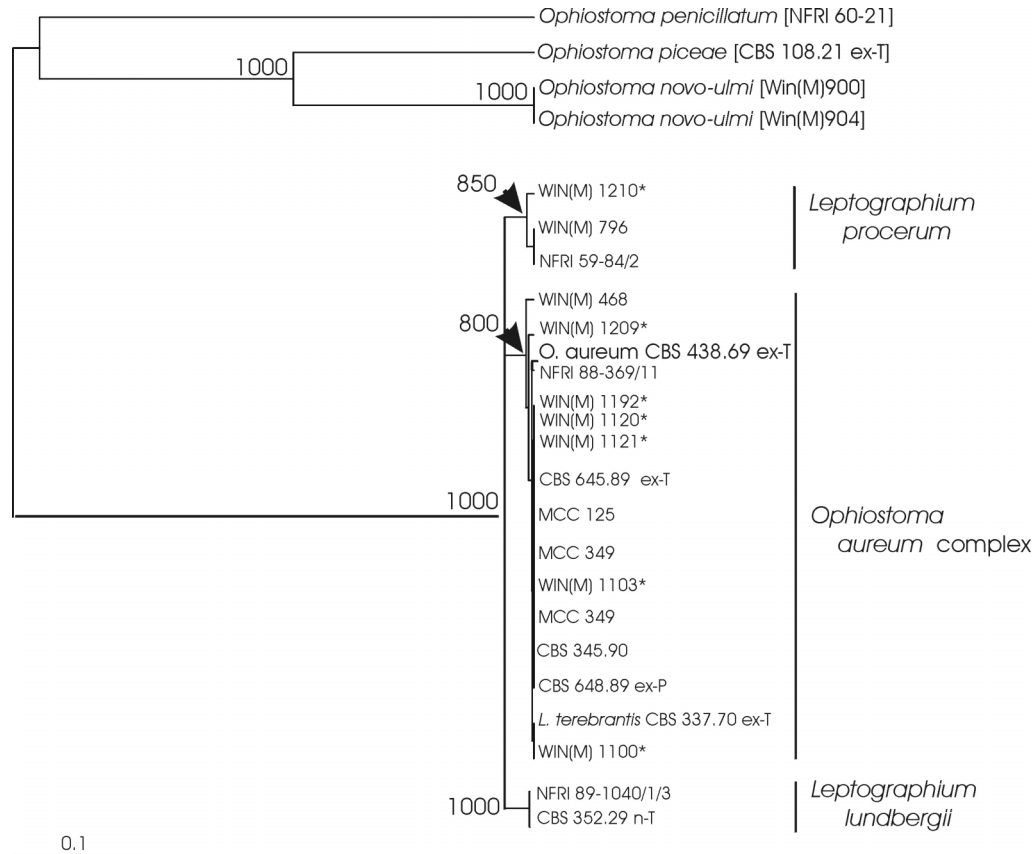 Ophiostoma penicillatum [NFRI 60-21]
Ophiostoma piceae [CBS 108.21 ex-T]
1000
Ophiostoma novo-ulmi [Win(M)900]
1000
Ophiostoma novo-ulmi [Win(M)904]
850
WIN(M) 1210*
WIN(M) 796
NFRI 59-84/2
Leptographium
procerum
WIN(M) 468
800
WIN(M) 1209*
O. aureum CBS 438.69 ex-T
NFRI 88-369/11
WIN(M) 1192*
WIN(M) 1120*
WIN(M) 1121*
CBS 645.89 ex-T
1000
MCC 125
MCC 349
WIN(M) 1103*
MCC 349
CBS 345.90
CBS 648.89 ex-P
L. terebrantis CBS 337.70 ex-T
WIN(M) 1100*
Ophiostoma
aureum complex
1000
NFRI 89-1040/1/3
CBS 352.29 n-T
Leptographium
lundbergii
0.1